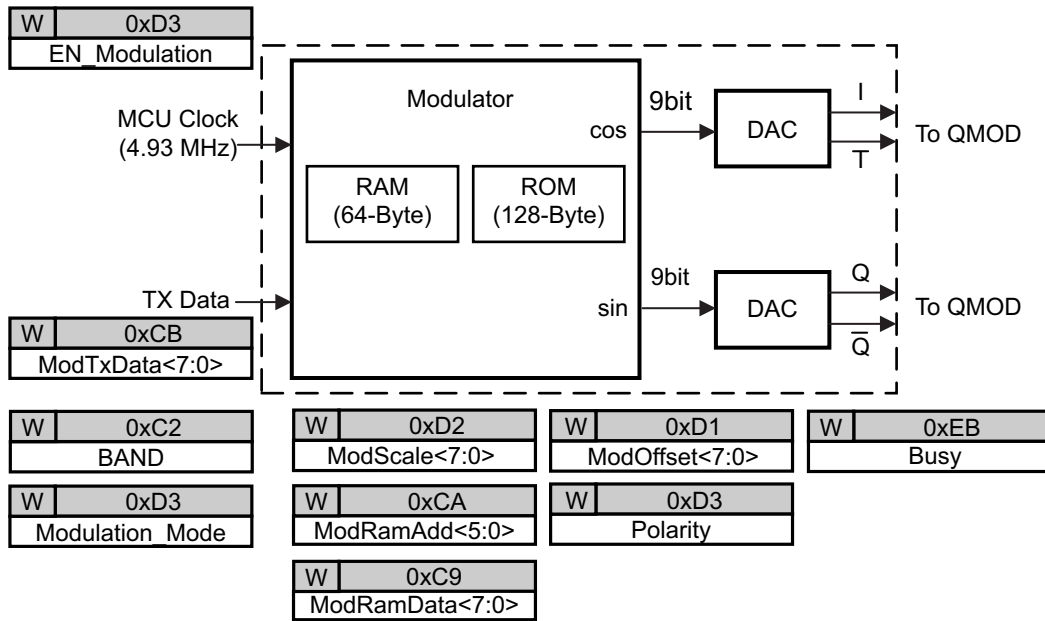 W 0xD3
EN_Modulation
MCU Clock
(4.93 MHz)
TX Data
W 0xCB
ModTxData<7:0>
Modulator
cos
sin
RAM
(64-Byte)
ROM
(128-Byte)
9bit
DAC
I
T̅
To QMOD
9bit
DAC
Q
Q̅
To QMOD
W 0xC2
BAND
W 0xD2
ModScale<7:0>
W 0xD1
ModOffset<7:0>
W 0xEB
Busy
W 0xD3
Modulation_Mode
W 0xCA
ModRamAdd<5:0>
W 0xD3
Polarity
W 0xC9
ModRamData<7:0>